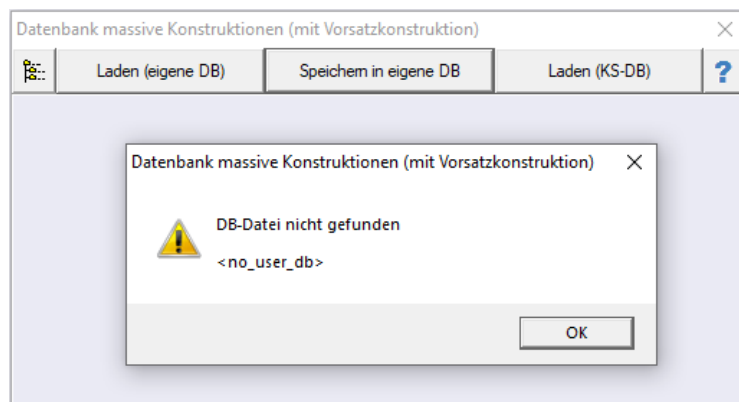 Datenbank massive Konstruktionen (mit Vorsatzkonstruktion)
Laden (eigene DB) Speichern in eigene DB Laden (KS-DB) ?
Datenbank massive Konstruktionen (mit Vorsatzkonstruktion)
DB-Datei nicht gefunden
<no_user_db>
OK